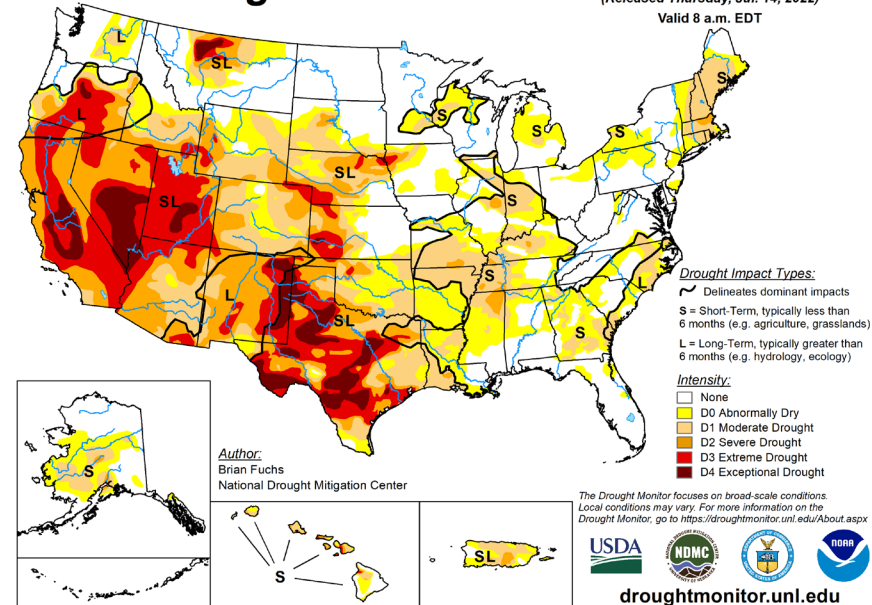 (Released Thursday, Jul. 14, 2022)
Valid 8 a.m. EDT
L
SL
S
L
S
S
S
SL
SL
S
S
L
L
SL
S
Drought Impact Types:
Delineates dominant impacts
S = Short-Term, typically less than
6 months (e.g. agriculture, grasslands)
L = Long-Term, typically greater than
6 months (e.g. hydrology, ecology)
Intensity:
None
D0 Abnormally Dry
D1 Moderate Drought
D2 Severe Drought
D3 Extreme Drought
D4 Exceptional Drought
S
Author:
Brian Fuchs
National Drought Mitigation Center
S
SL
The Drought Monitor focuses on broad-scale conditions.
Local conditions may vary. For more information on the
Drought Monitor, go to https://droughtmonitor.unl.edu/About.aspx
USDA
NDMC
NOAA
droughtmonitor.unl.edu